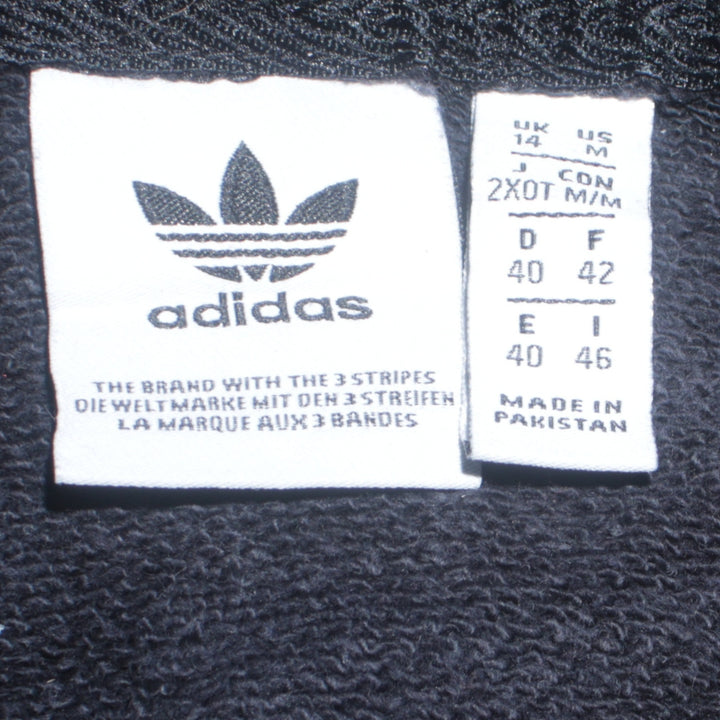 adidas
THE BRAND WITH THE 3 STRIPES
DIE WELTMARKE MIT DEN 3 STREIFEN
LA MARQUE AUX 3 BANDES
UK US
14 M
J CON
2XOT M/M
D F
40 42
E I
40 46
MADE IN
PAKISTAN